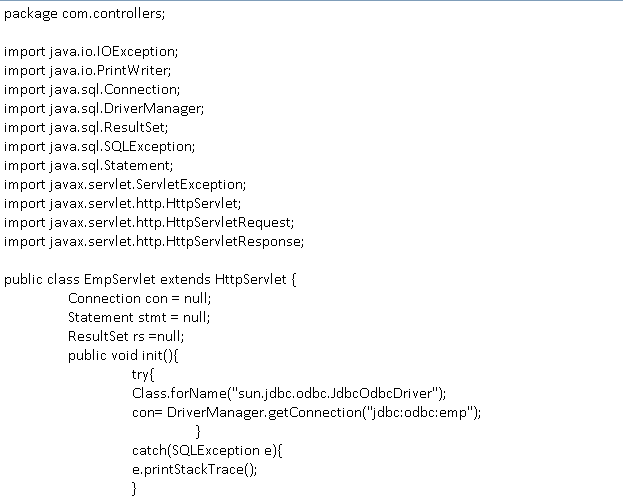 package com.controllers;
import java.io.IOException;
import java.io.PrintWriter;
import java.sql.Connection;
import java.sql.DriverManager;
import java.sql.ResultSet;
import java.sql.SQLException;
import java.sql.Statement;
import javax.servlet.ServletException;
import javax.servlet.http.HttpServlet;
import javax.servlet.http.HttpServletRequest;
import javax.servlet.http.HttpServletResponse;
public class EmpServlet extends HttpServlet {
Connection con = null;
Statement stmt = null;
ResultSet rs =null;
public void init(){
try{
Class.forName("sun.jdbc.odbc.JdbcOdbcDriver");
con= DriverManager.getConnection("jdbc:odbc:emp");
}
catch(SQLException e){
e.printStackTrace();
}